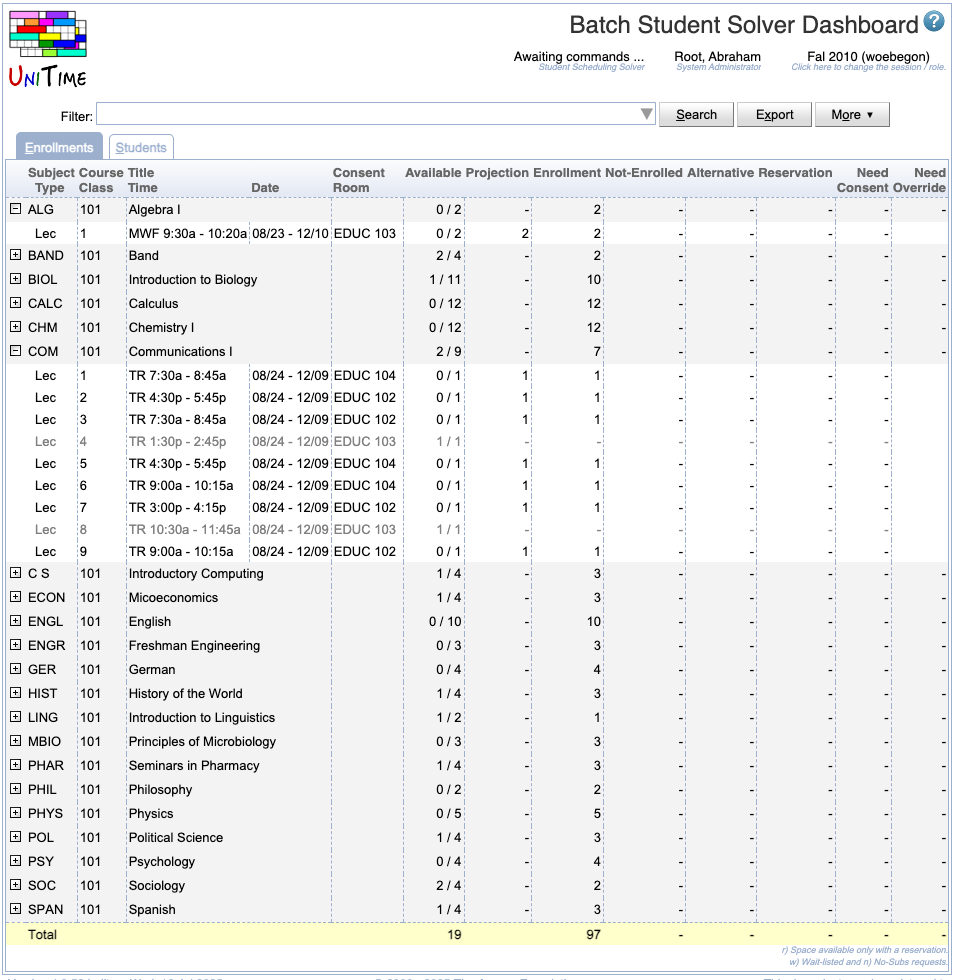 UniTime
Batch Student Solver Dashboard ?
Awaiting commands ... Root, Abraham Fal 2010 (woebegon)
Student Scheduling Solver System Administrator Click here to change the session / role.
Filter: Search Export More ▼
Enrollments Students
Subject Course Title Consent Available Projection Enrollment Not-Enrolled Alternative Reservation Need Need
Type Class Time Date Room Consent Override
ALG 101 Algebra I 0 / 2 - 2 - - - - -
Lec 1 MWF 9:30a - 10:20a 08/23 - 12/10 EDUC 103 0 / 2 2 2 - - - - -
BAND 101 Band 2 / 4 - 2 - - - - -
BIOL 101 Introduction to Biology 1 / 11 - 10 - - - - -
CALC 101 Calculus 0 / 12 - 12 - - - - -
CHM 101 Chemistry I 0 / 12 - 12 - - - - -
COM 101 Communications I 2 / 9 - 7 - - - - -
Lec 1 TR 7:30a - 8:45a 08/24 - 12/09 EDUC 104 0 / 1 1 1 - - - - -
Lec 2 TR 4:30p - 5:45p 08/24 - 12/09 EDUC 102 0 / 1 1 1 - - - - -
Lec 3 TR 7:30a - 8:45a 08/24 - 12/09 EDUC 102 0 / 1 1 1 - - - - -
Lec 4 TR 1:30p - 2:45p 08/24 - 12/09 EDUC 103 1 / 1 - - - - - - -
Lec 5 TR 4:30p - 5:45p 08/24 - 12/09 EDUC 104 0 / 1 1 1 - - - - -
Lec 6 TR 9:00a - 10:15a 08/24 - 12/09 EDUC 104 0 / 1 1 1 - - - - -
Lec 7 TR 3:00p - 4:15p 08/24 - 12/09 EDUC 102 0 / 1 1 1 - - - - -
Lec 8 TR 10:30a - 11:45a 08/24 - 12/09 EDUC 103 1 / 1 - - - - - - -
Lec 9 TR 9:00a - 10:15a 08/24 - 12/09 EDUC 102 0 / 1 1 1 - - - - -
C S 101 Introductory Computing 1 / 4 - 3 - - - - -
ECON 101 Micoeconomics 1 / 4 - 3 - - - - -
ENGL 101 English 0 / 10 - 10 - - - - -
ENGR 101 Freshman Engineering 0 / 3 - 3 - - - - -
GER 101 German 0 / 4 - 4 - - - - -
HIST 101 History of the World 1 / 4 - 3 - - - - -
LING 101 Introduction to Linguistics 1 / 2 - 1 - - - - -
MBIO 101 Principles of Microbiology 0 / 3 - 3 - - - - -
PHAR 101 Seminars in Pharmacy 1 / 4 - 3 - - - - -
PHIL 101 Philosophy 0 / 2 - 2 - - - - -
PHYS 101 Physics 0 / 5 - 5 - - - - -
POL 101 Political Science 1 / 4 - 3 - - - - -
PSY 101 Psychology 0 / 4 - 4 - - - - -
SOC 101 Sociology 2 / 4 - 2 - - - - -
SPAN 101 Spanish 1 / 4 - 3 - - - - -
Total 19 97 - - - - -
r) Space available only with a reservation.
w) Wait-listed and n) No-Subs requests.